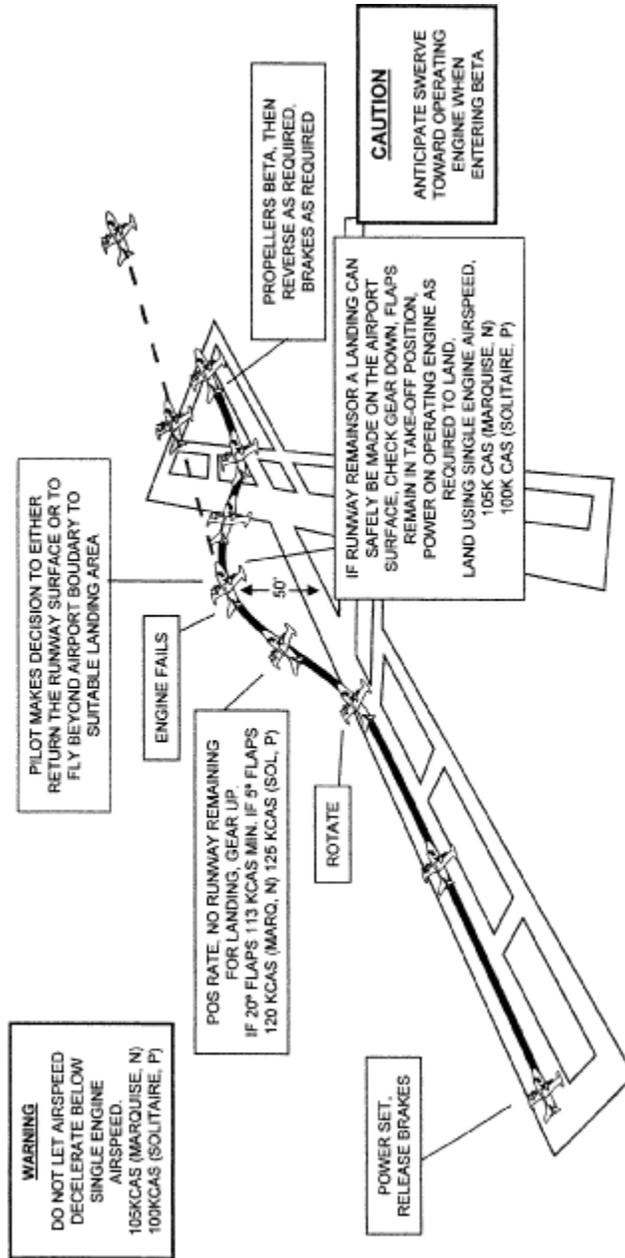 WARNING
DO NOT LET AIRSPEED
DECELERATE BELOW
SINGLE ENGINE
AIRSPEED.
105KCAS (MARQUISE, N)
100KCAS (SOLITAIRE, P)
PILOT MAKES DECISION TO EITHER
RETURN THE RUNWAY SURFACE OR TO
FLY BEYOND AIRPORT BOUDARY TO
SUITABLE LANDING AREA
ENGINE FAILS
POS RATE, NO RUNWAY REMAINING
FOR LANDING, GEAR UP.
IF 20° FLAPS 113 KCAS MIN. IF 5° FLAPS
120 KCAS (MARQ, N) 125 KCAS (SOL, P)
ROTATE
POWER SET,
RELEASE BRAKES
50'
PROPELLERS BETA, THEN
REVERSE AS REQUIRED,
BRAKES AS REQUIRED
IF RUNWAY REMAINSOR A LANDING CAN
SAFELY BE MADE ON THE AIRPORT
SURFACE, CHECK GEAR DOWN, FLAPS
REMAIN IN TAKE-OFF POSITION,
POWER ON OPERATING ENGINE AS
REQUIRED TO LAND.
LAND USING SINGLE ENGINE AIRSPEED,
105K CAS (MARQUISE, N)
100K CAS (SOLITAIRE, P)
CAUTION
ANTICIPATE SWERVE
TOWARD OPERATING
ENGINE WHEN
ENTERING BETA